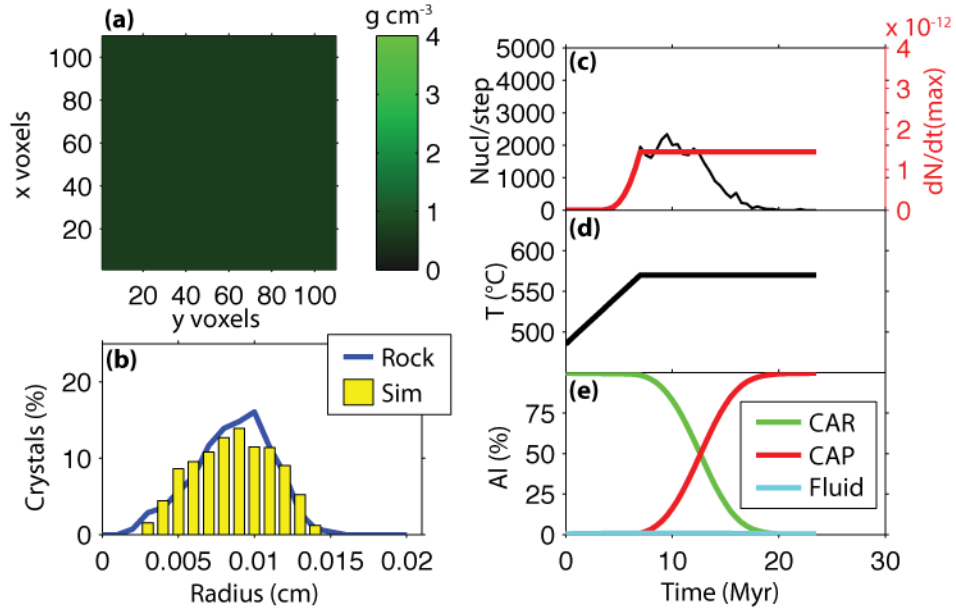 (a)
g cm-3
x voxels
100
80
60
40
20
20 40 60 80 100
y voxels
4
3
2
1
0
(b)
Rock
Sim
Crystals (%)
20
10
0
0.0 0.005 0.01 0.015 0.02
Radius (cm)
x 10-12
(c)
Nucl/step
5000
4000
3000
2000
1000
0
4
3
2
1
0
dN/dt(max)
(d)
T (°C)
600
550
500
(e)
Al (%)
75
50
25
0
CAR
CAP
Fluid
0 10 20 30
Time (Myr)